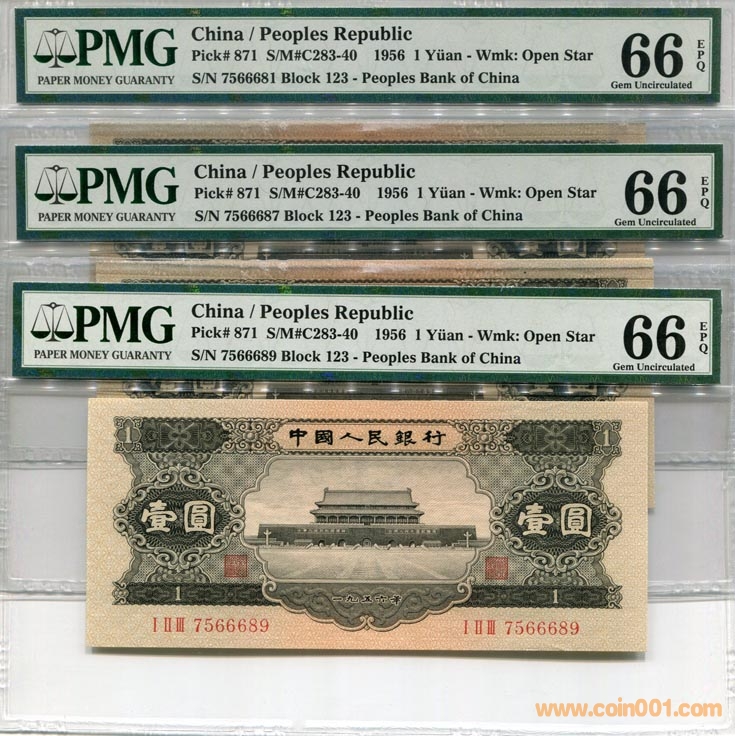 PMG
PAPER MONEY GUARANTY
China / Peoples Republic
Pick# 871 S/M#C283-40 1956 1 Yüan - Wmk: Open Star
S/N 7566681 Block 123 - Peoples Bank of China
66 EPQ
Gem Uncirculated
PMG
PAPER MONEY GUARANTY
China / Peoples Republic
Pick# 871 S/M#C283-40 1956 1 Yüan - Wmk: Open Star
S/N 7566687 Block 123 - Peoples Bank of China
66 EPQ
Gem Uncirculated
PMG
PAPER MONEY GUARANTY
China / Peoples Republic
Pick# 871 S/M#C283-40 1956 1 Yüan - Wmk: Open Star
S/N 7566689 Block 123 - Peoples Bank of China
66 EPQ
Gem Uncirculated
1 中國人民銀行 1
壹圓 壹圓
1 一九五六年 1
I II III 7566689 I II III 7566689
www.coin001.com